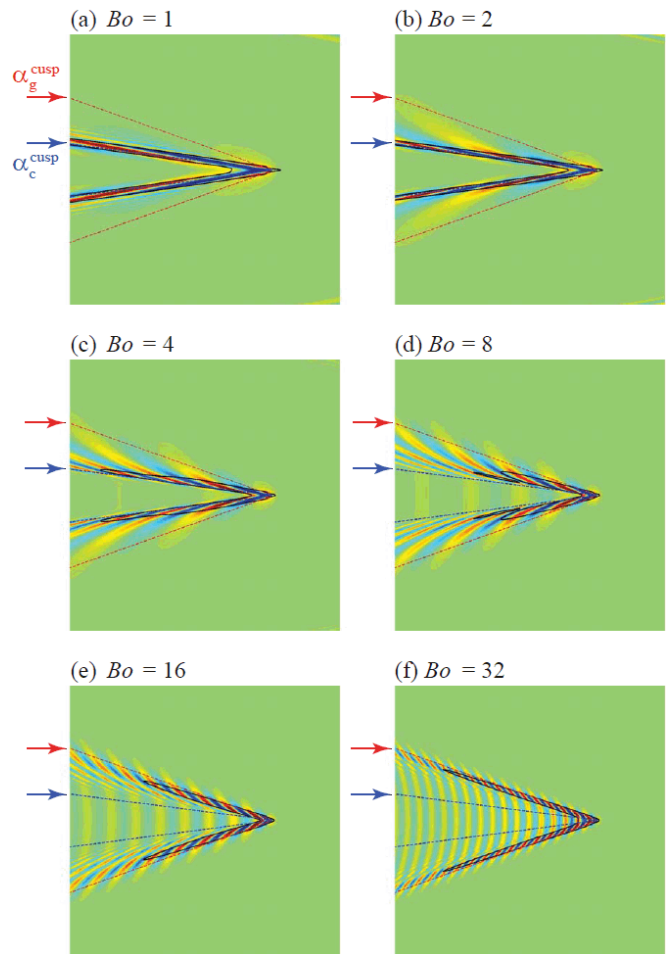 (a) Bo = 1
(b) Bo = 2
α_g^cusp
α_c^cusp
(c) Bo = 4
(d) Bo = 8
(e) Bo = 16
(f) Bo = 32